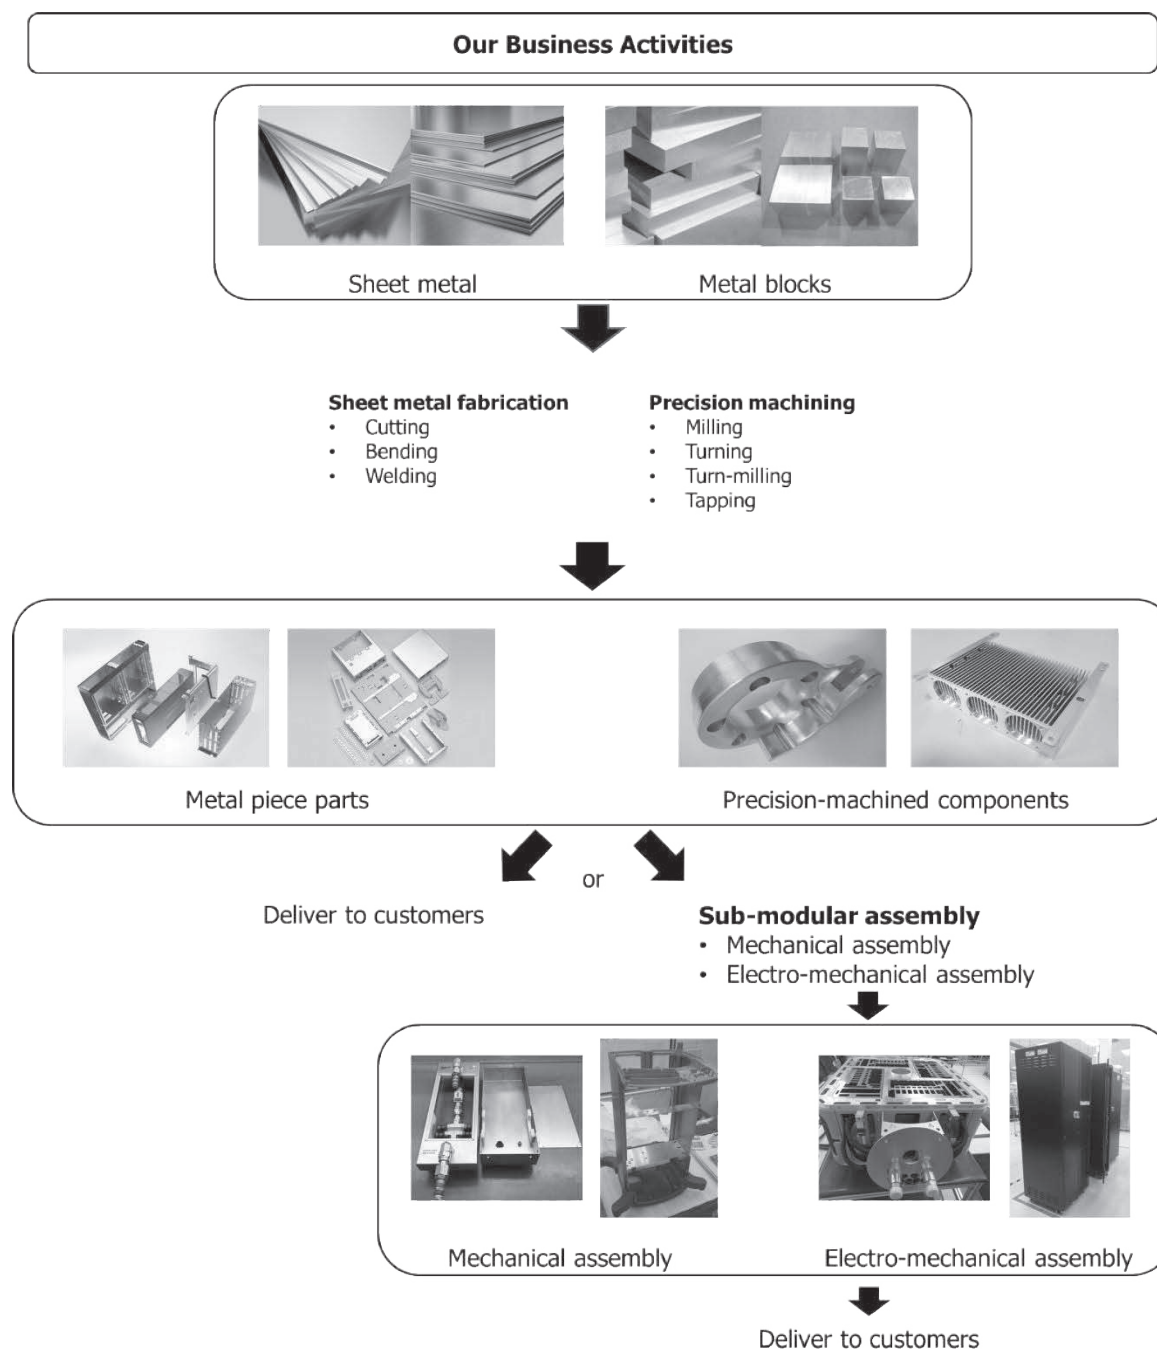 Our Business Activities
Sheet metal
Metal blocks
Sheet metal fabrication
• Cutting
• Bending
• Welding
Precision machining
• Milling
• Turning
• Turn-milling
• Tapping
Metal piece parts
Precision-machined components
or
Deliver to customers
Sub-modular assembly
• Mechanical assembly
• Electro-mechanical assembly
Mechanical assembly
Electro-mechanical assembly
Deliver to customers